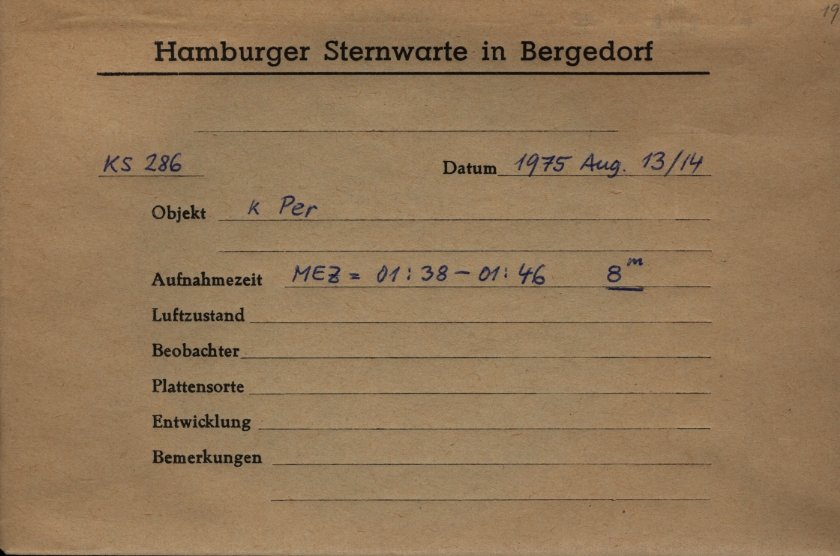 19
Hamburger Sternwarte in Bergedorf
KS 286 Datum 1975 Aug. 13/14
Objekt κ Per
Aufnahmezeit MEZ = 01:38 – 01:46 8ᵐ
Luftzustand
Beobachter
Plattensorte
Entwicklung
Bemerkungen